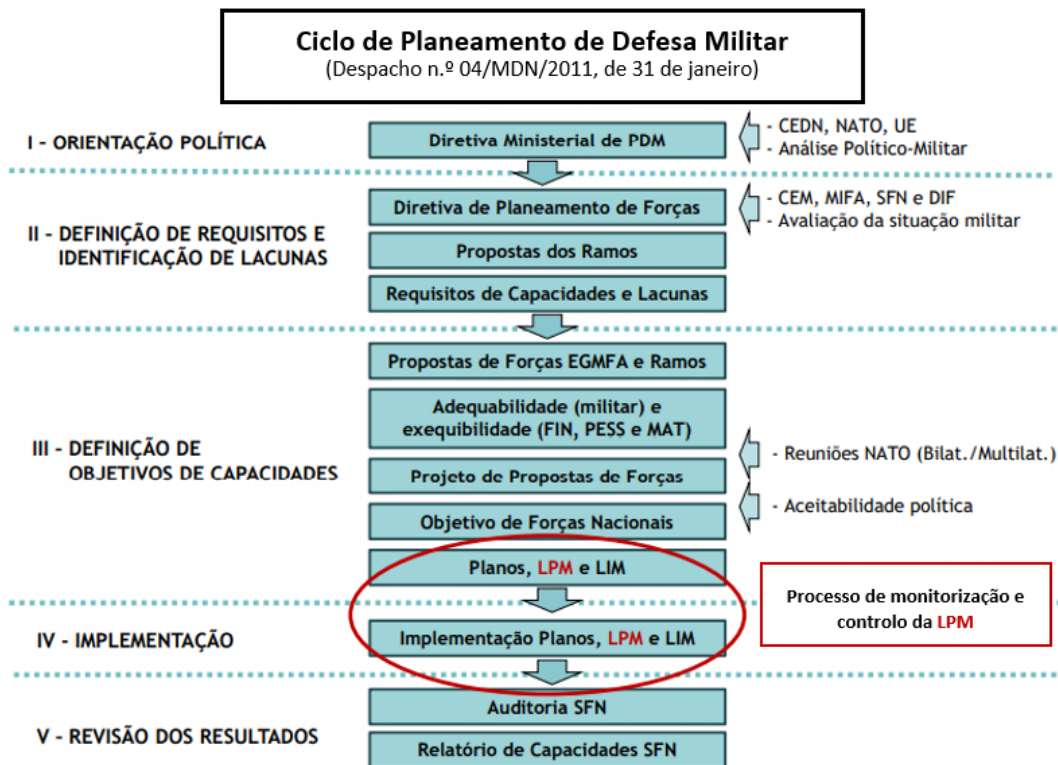 Ciclo de Planeamento de Defesa Militar
(Despacho n.º 04/MDN/2011, de 31 de janeiro)
I - ORIENTAÇÃO POLÍTICA
Diretiva Ministerial de PDM
- CEDN, NATO, UE
- Análise Político-Militar
II - DEFINIÇÃO DE REQUISITOS E
IDENTIFICAÇÃO DE LACUNAS
Diretiva de Planeamento de Forças
- CEM, MIFA, SFN e DIF
- Avaliação da situação militar
Propostas dos Ramos
Requisitos de Capacidades e Lacunas
III - DEFINIÇÃO DE
OBJETIVOS DE CAPACIDADES
Propostas de Forças EGMFA e Ramos
Adequabilidade (militar) e
exequibilidade (FIN, PESS e MAT)
Projeto de Propostas de Forças
- Reuniões NATO (Bilat./Multilat.)
Objetivo de Forças Nacionais
- Aceitabilidade política
Planos, LPM e LIM
Processo de monitorização e
controlo da LPM
IV - IMPLEMENTAÇÃO
Implementação Planos, LPM e LIM
V - REVISÃO DOS RESULTADOS
Auditoria SFN
Relatório de Capacidades SFN